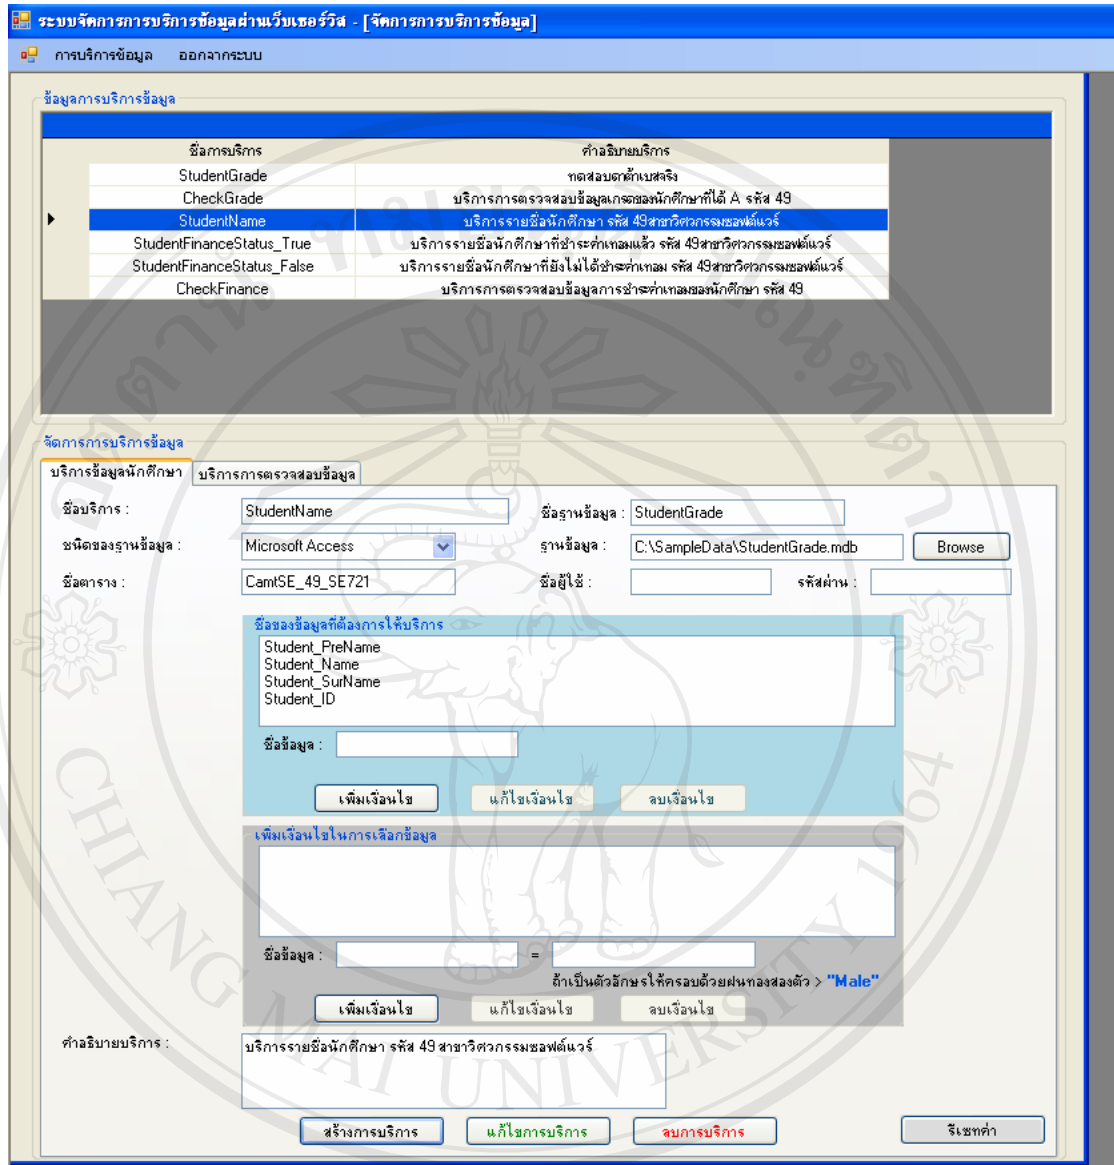 ระบบจัดการการบริการข้อมูลผ่านเว็บเซอร์วิส - [จัดการการบริการข้อมูล]
การบริการข้อมูล ออกจากระบบ
ข้อมูลการบริการข้อมูล
ชื่อการบริการ คำอธิบายบริการ
StudentGrade ทดสอบดาต้าเบสจริง
CheckGrade บริการการตรวจสอบข้อมูลเกรดของนักศึกษาที่ได้ A รหัส 49
StudentName บริการรายชื่อนักศึกษา รหัส 49สาขาวิศวกรรมซอฟต์แวร์
StudentFinanceStatus_True บริการรายชื่อนักศึกษาที่ชำระค่าเทอมแล้ว รหัส 49สาขาวิศวกรรมซอฟต์แวร์
StudentFinanceStatus_False บริการรายชื่อนักศึกษาที่ยังไม่ได้ชำระค่าเทอม รหัส 49สาขาวิศวกรรมซอฟต์แวร์
CheckFinance บริการการตรวจสอบข้อมูลการชำระค่าเทอมของนักศึกษา รหัส 49
จัดการการบริการข้อมูล
บริการข้อมูลนักศึกษา บริการการตรวจสอบข้อมูล
ชื่อบริการ : StudentName ชื่อฐานข้อมูล : StudentGrade
ชนิดของฐานข้อมูล : Microsoft Access ฐานข้อมูล : C:\SampleData\StudentGrade.mdb Browse
ชื่อตาราง : CamtSE_49_SE721 ชื่อผู้ใช้ : รหัสผ่าน :
ชื่อของข้อมูลที่ต้องการให้บริการ
Student_PreName
Student_Name
Student_SurName
Student_ID
ชื่อข้อมูล :
เพิ่มเงื่อนไข แก้ไขเงื่อนไข ลบเงื่อนไข
เพิ่มเงื่อนไขในการเลือกข้อมูล
ชื่อข้อมูล : =
ถ้าเป็นตัวอักษรให้ครอบด้วยฝนทองสองตัว > "Male"
เพิ่มเงื่อนไข แก้ไขเงื่อนไข ลบเงื่อนไข
คำอธิบายบริการ : บริการรายชื่อนักศึกษา รหัส 49 สาขาวิศวกรรมซอฟต์แวร์
สร้างการบริการ แก้ไขการบริการ ลบการบริการ รีเซทค่า
CHIANG MAI UNIVERSITY 1964